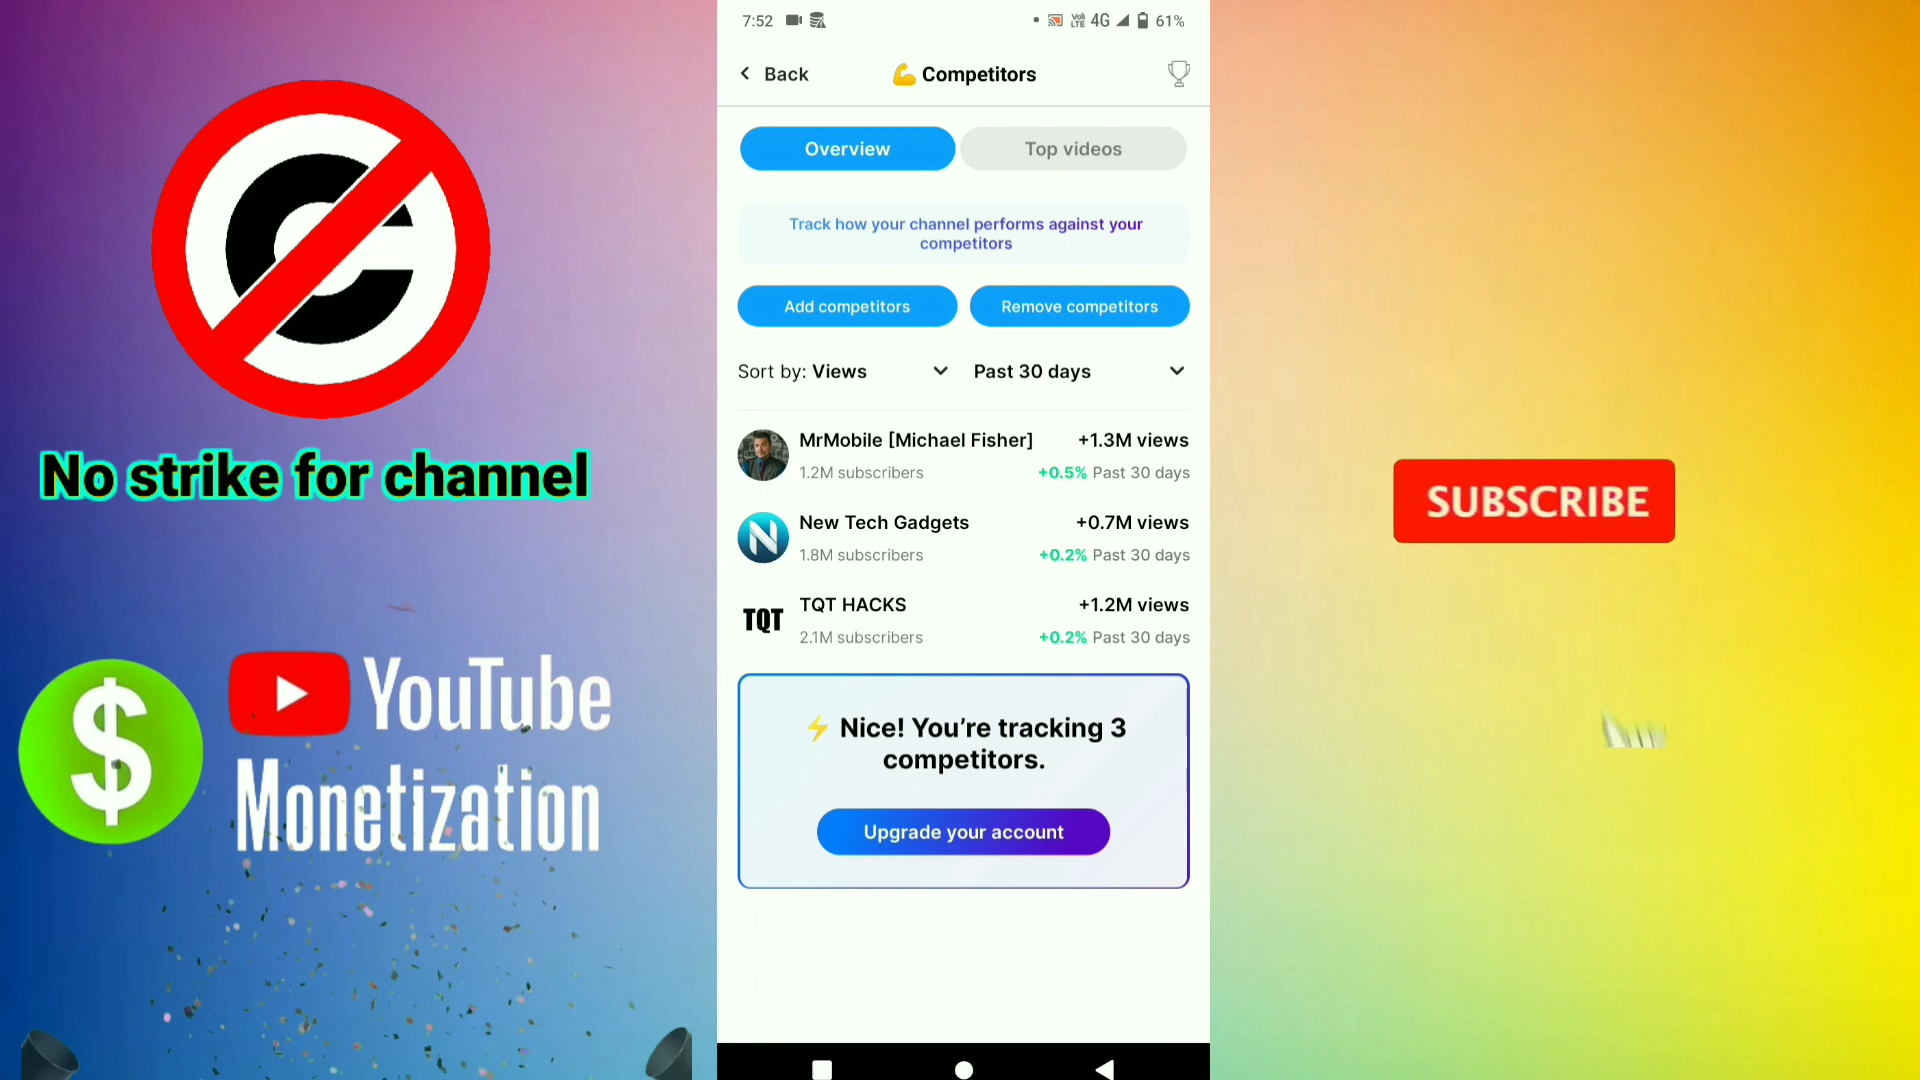 No strike for channel
$
YouTube
Monetization
7:52
Vo
LTE
4G
61%
Back
💪 Competitors
Overview
Top videos
Track how your channel performs against your
competitors
Add competitors
Remove competitors
Sort by: Views
Past 30 days
MrMobile [Michael Fisher]
+1.3M views
1.2M subscribers
+0.5% Past 30 days
N
New Tech Gadgets
+0.7M views
1.8M subscribers
+0.2% Past 30 days
TQT
TQT HACKS
+1.2M views
2.1M subscribers
+0.2% Past 30 days
⚡ Nice! You’re tracking 3
competitors.
Upgrade your account
SUBSCRIBE